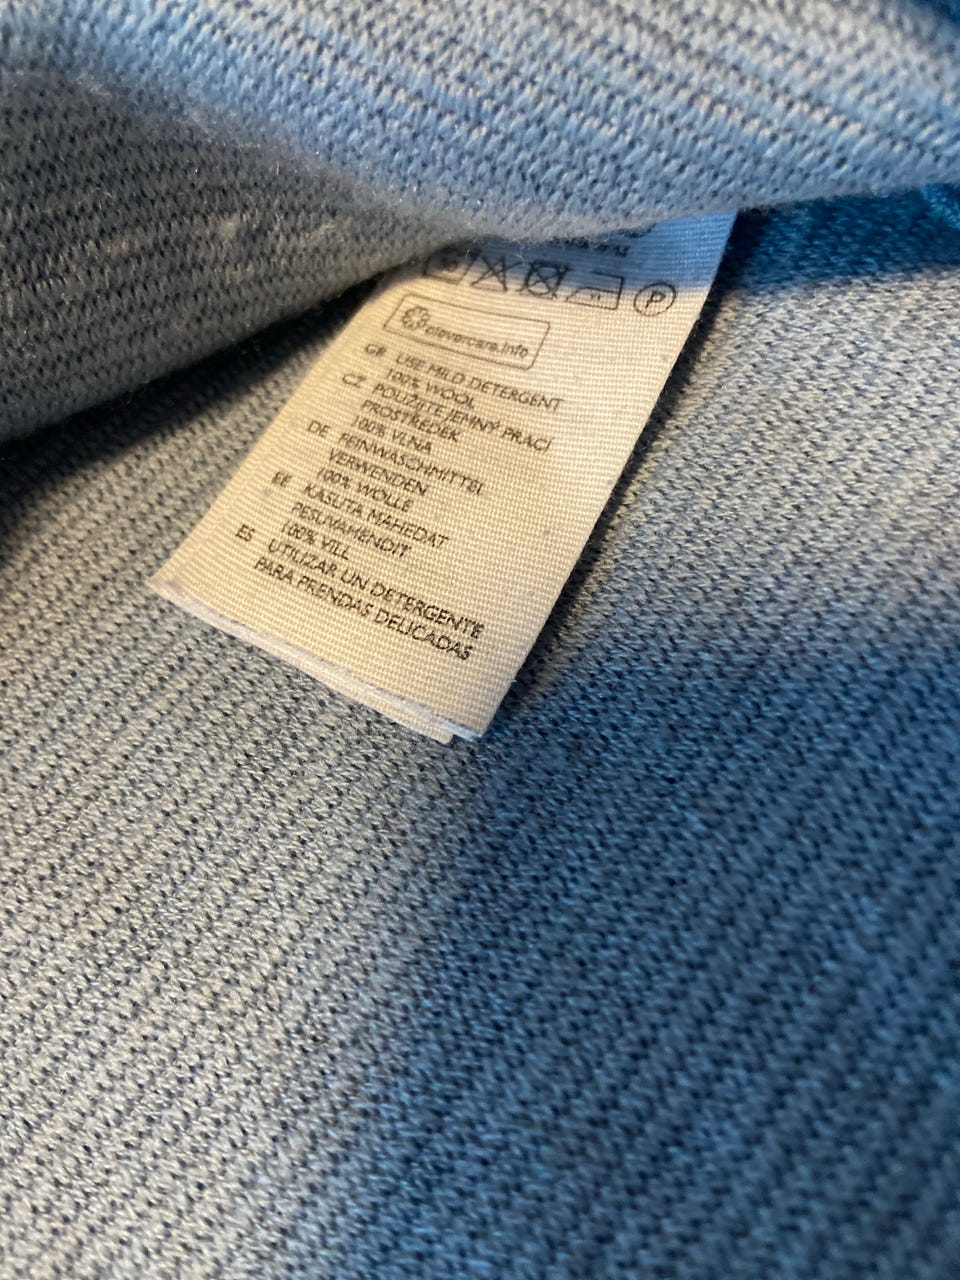 P
clevercare.info
GB USE MILD DETERGENT
100% WOOL
CZ POUŽIJTE JEMNÝ PRACÍ
PROSTŘEDEK
100% VLNA
DE FEINWASCHMITTEL
VERWENDEN
100% WOLLE
EE KASUTA MAHEDAT
PESUVAHENDIT
100% VILL
ES UTILIZAR UN DETERGENTE
PARA PRENDAS DELICADAS